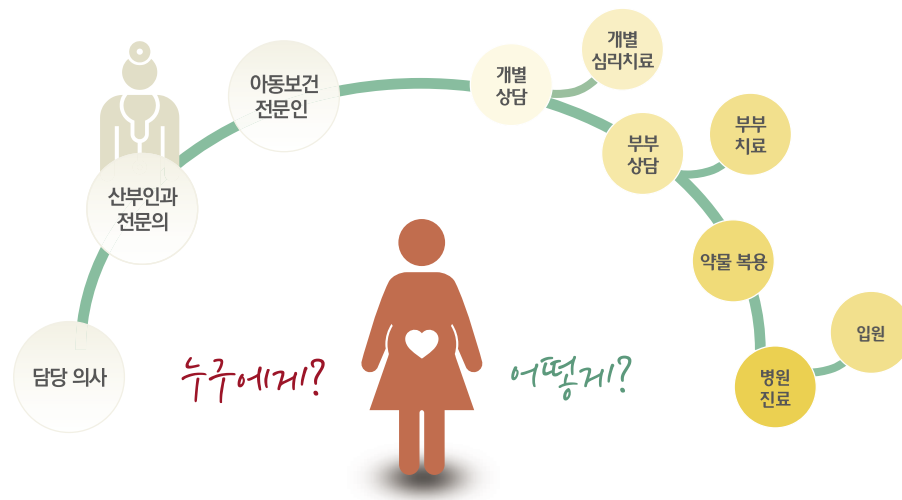 아동보건
전문인
산부인과
전문의
담당 의사
누구에게?
개별
상담
개별
심리치료
부부
상담
부부
치료
약물 복용
병원
진료
입원
어떻게?